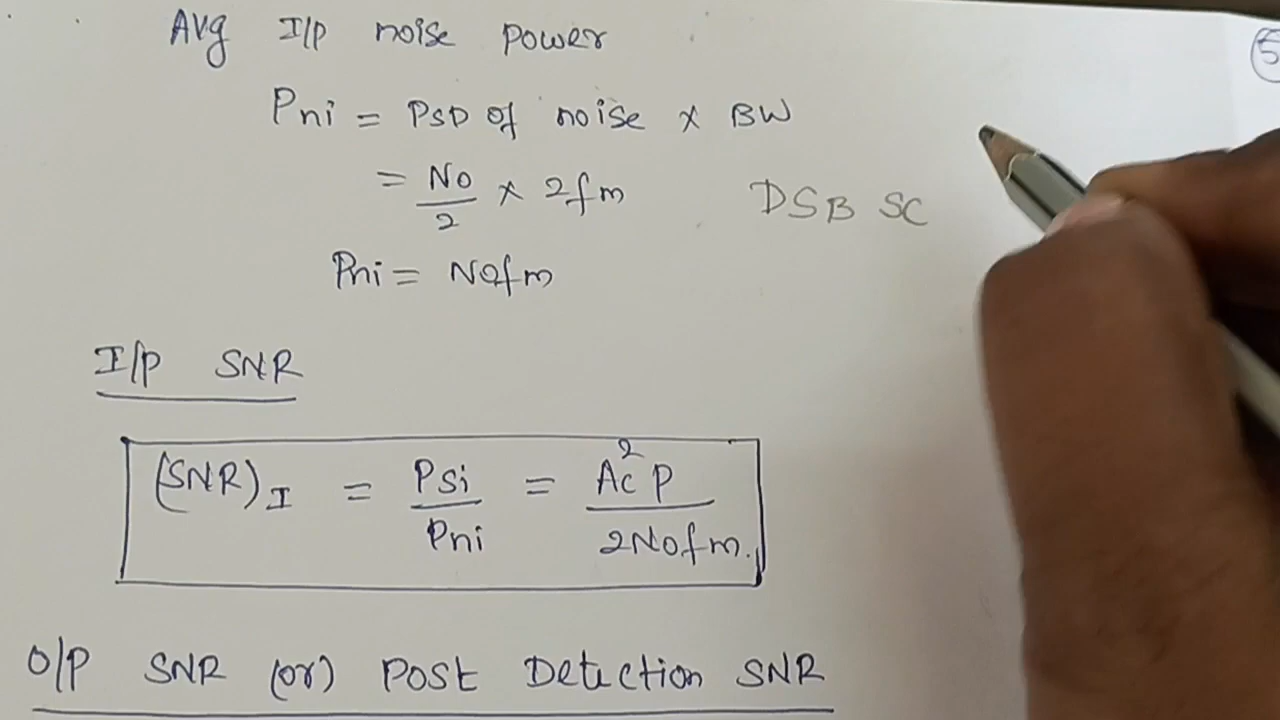 5
Avg I/p noise power
Pni = PSD of noise x BW
= No/2 x 2fm DSB SC
Pni = Nofm
I/p SNR
(SNR)I = Psi/Pni = Ac²P/2Nofm.
O/P SNR (or) Post Detection SNR